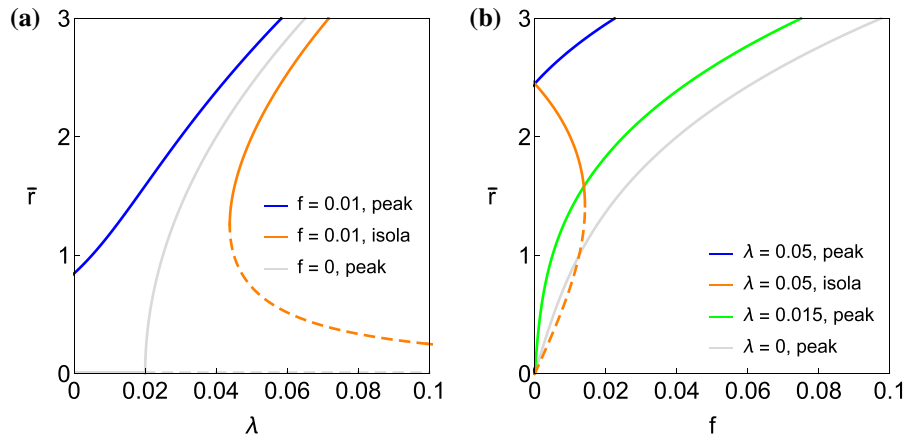 (a)
3
2
r̄
1
0
0
0.02
0.04
0.06
0.08
0.1
λ
f = 0.01, peak
f = 0.01, isola
f = 0, peak
(b)
3
2
r̄
1
0
0
0.02
0.04
0.06
0.08
0.1
f
λ = 0.05, peak
λ = 0.05, isola
λ = 0.015, peak
λ = 0, peak